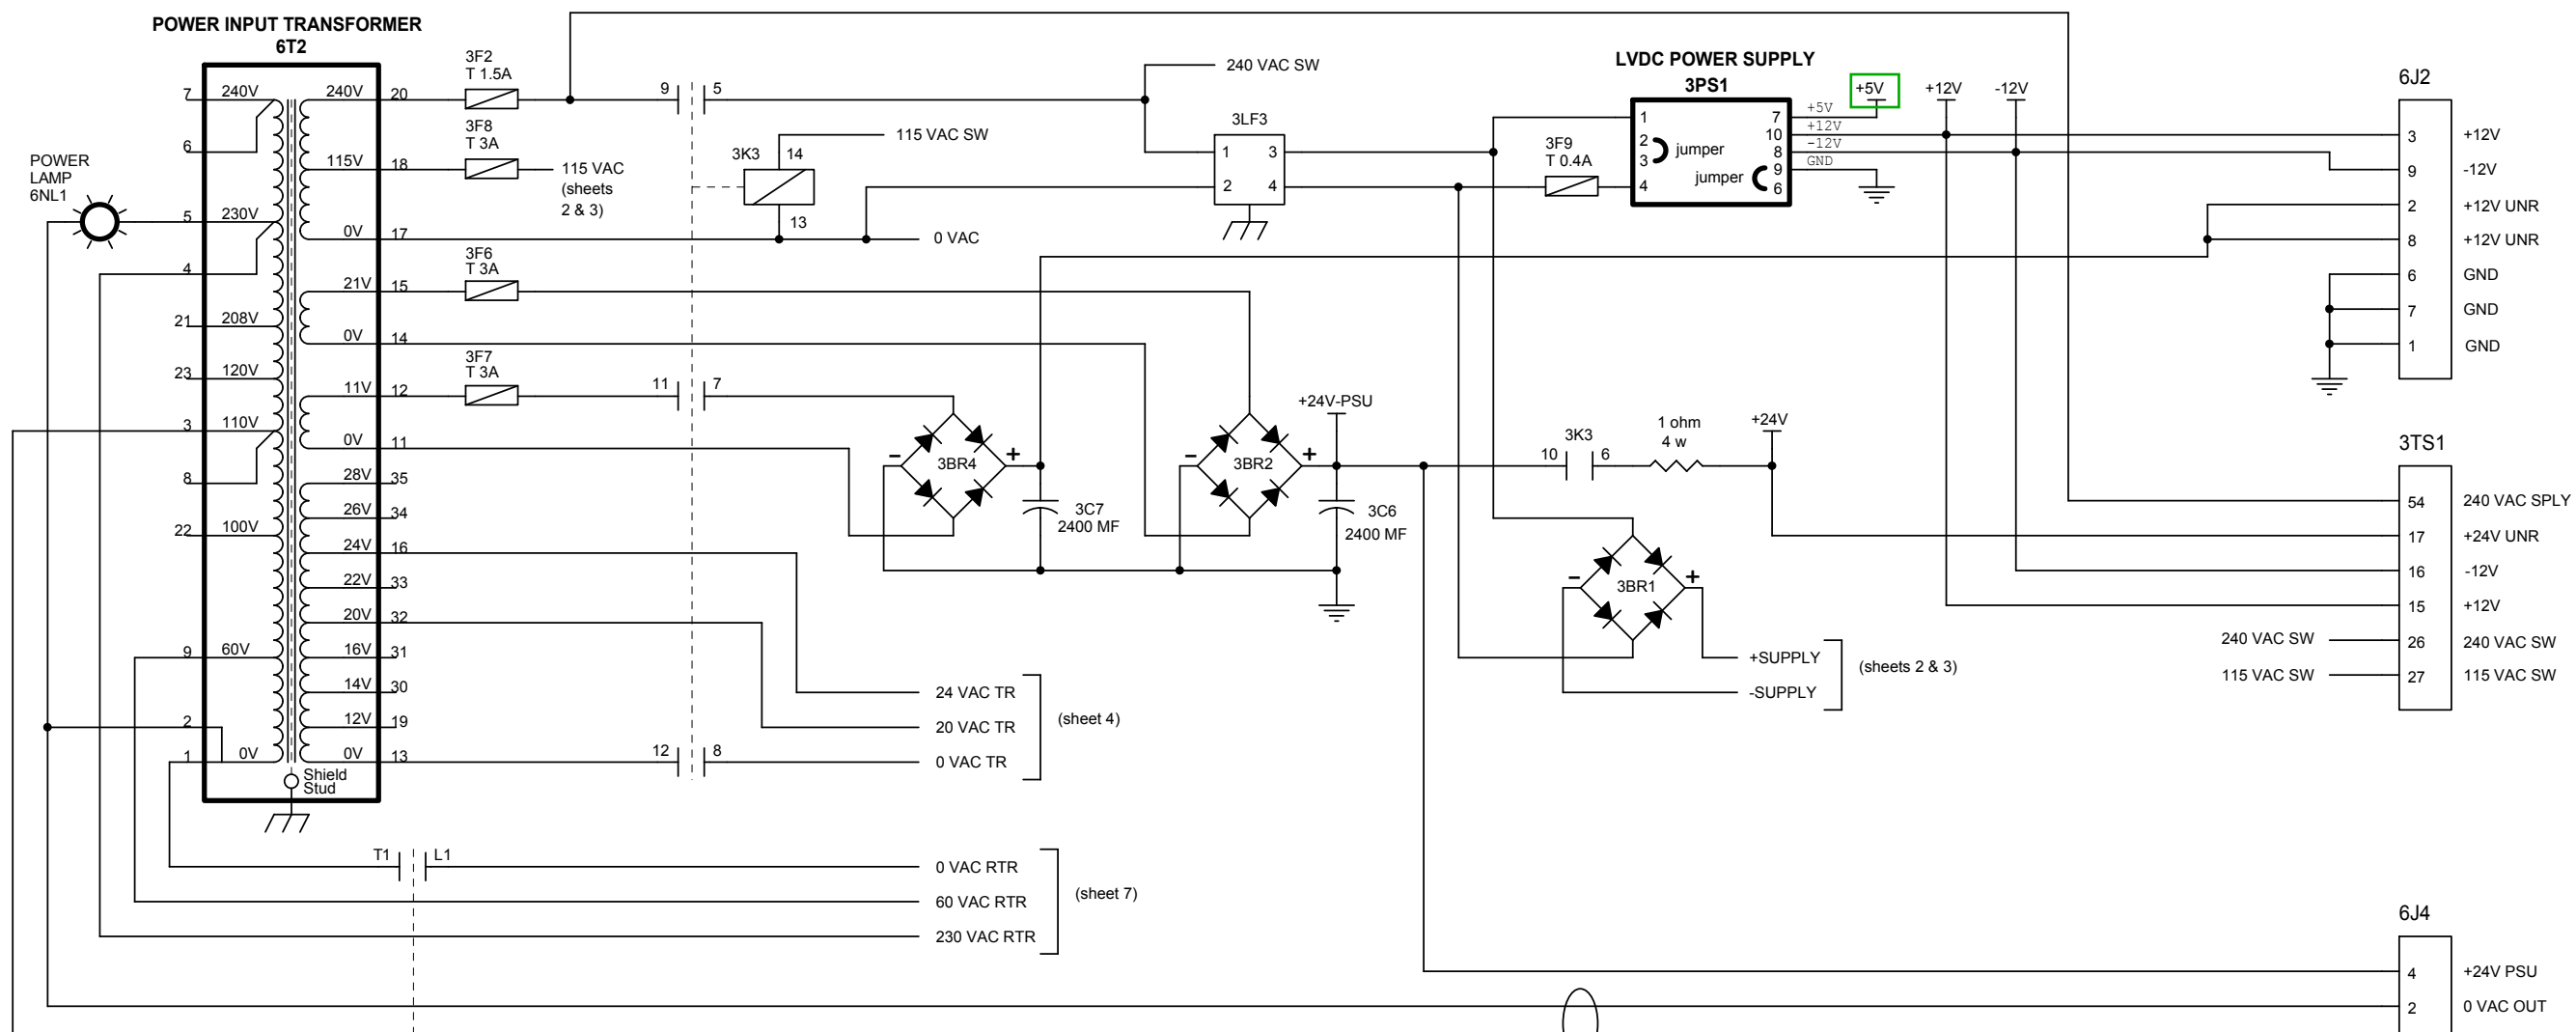 POWER INPUT TRANSFORMER
6T2
POWER
LAMP
6NL1
7
240V
6
5
230V
4
21
208V
23
120V
3
110V
8
22
100V
9
60V
2
1
0V
240V
20
115V
18
0V
17
21V
15
0V
14
11V
12
0V
11
28V
35
26V
34
24V
16
22V
33
20V
32
16V
31
14V
30
12V
19
0V
13
Shield
Stud
3F2
T 1.5A
3F8
T 3A
115 VAC
(sheets
2 & 3)
3F6
T 3A
3F7
T 3A
9
5
11
7
12
8
3K3
14
13
115 VAC SW
0 VAC
240 VAC SW
3LF3
1
2
3
4
3BR4
-
+
3C7
2400 MF
3BR2
-
+
+24V-PSU
3C6
2400 MF
24 VAC TR
20 VAC TR
0 VAC TR
(sheet 4)
T1
L1
0 VAC RTR
60 VAC RTR
230 VAC RTR
(sheet 7)
LVDC POWER SUPPLY
3PS1
3F9
T 0.4A
1
2
3
4
jumper
jumper
7
10
8
9
6
+5V
+12V
-12V
GND
+5V
+12V
-12V
3K3
10
6
1 ohm
4 w
+24V
3BR1
-
+
+SUPPLY
-SUPPLY
(sheets 2 & 3)
6J2
3
+12V
9
-12V
2
+12V UNR
8
+12V UNR
6
GND
7
GND
1
GND
3TS1
54
240 VAC SPLY
17
+24V UNR
16
-12V
15
+12V
240 VAC SW
26
240 VAC SW
115 VAC SW
27
115 VAC SW
6J4
4
+24V PSU
2
0 VAC OUT